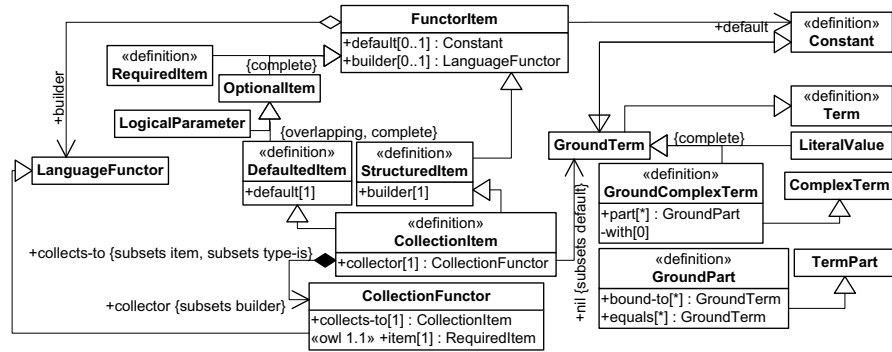 FunctorItem
+default[0..1] : Constant
+builder[0..1] : LanguageFunctor
+default
«definition»
Constant
«definition»
RequiredItem
{complete}
OptionalItem
+builder
LogicalParameter
{overlapping, complete}
«definition»
Term
GroundTerm
{complete}
LiteralValue
LanguageFunctor
«definition»
DefaultedItem
+default[1]
«definition»
StructuredItem
+builder[1]
«definition»
GroundComplexTerm
+part[*] : GroundPart
-with[0]
ComplexTerm
«definition»
CollectionItem
+collector[1] : CollectionFunctor
+collects-to {subsets item, subsets type-is}
+nil {subsets default}
«definition»
GroundPart
+bound-to[*] : GroundTerm
+equals[*] : GroundTerm
TermPart
+collector {subsets builder}
CollectionFunctor
+collects-to[1] : CollectionItem
«owl 1.1» +item[1] : RequiredItem